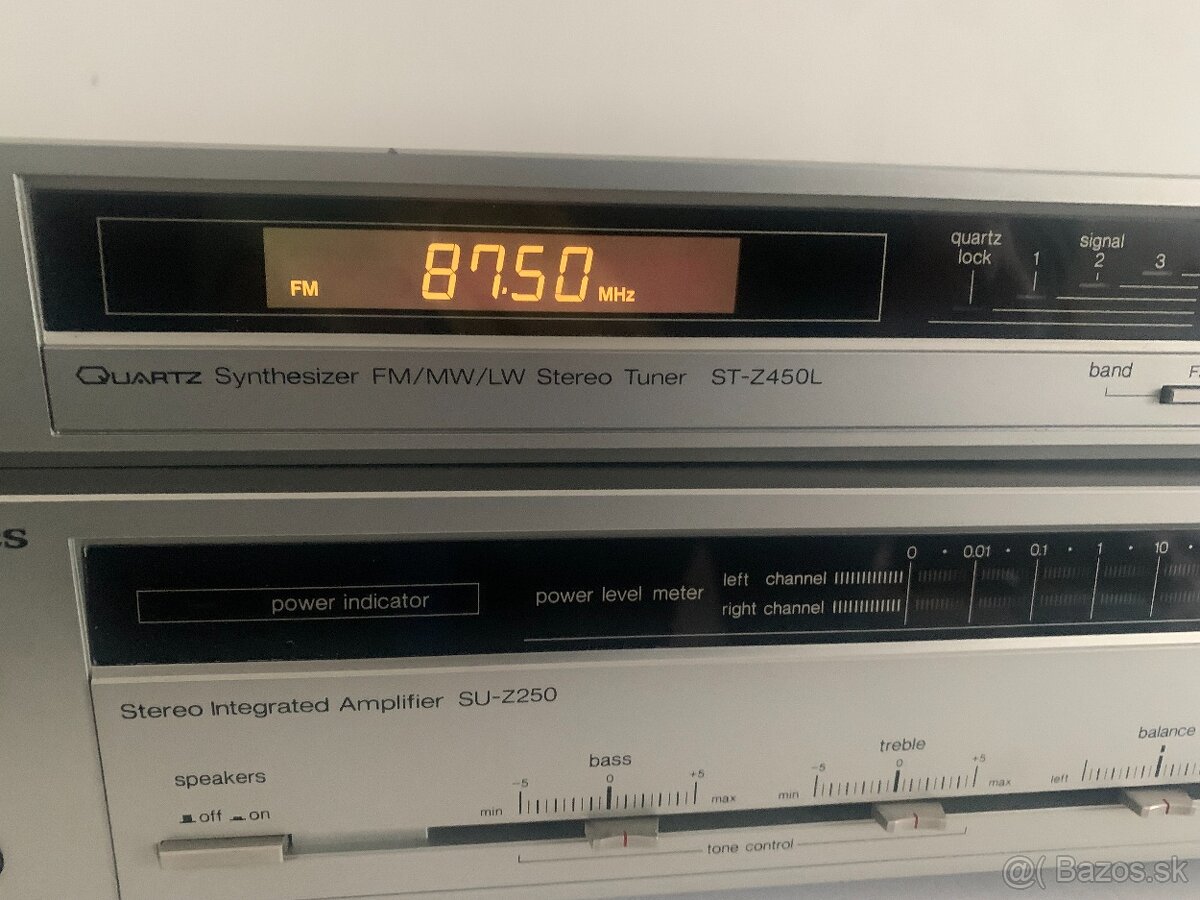 quartz lock
signal
1 2 3
FM 87.50 MHz
QUARTZ Synthesizer FM/MW/LW Stereo Tuner ST-Z450L
band
0 · 0.01 · 0.1 · 1 · 10 ·
power indicator
power level meter
left channel
right channel
Stereo Integrated Amplifier SU-Z250
speakers
off on
bass
-5 0 +5
min max
treble
-5 0 +5
min max
balance
left
tone control
@( Bazos.sk